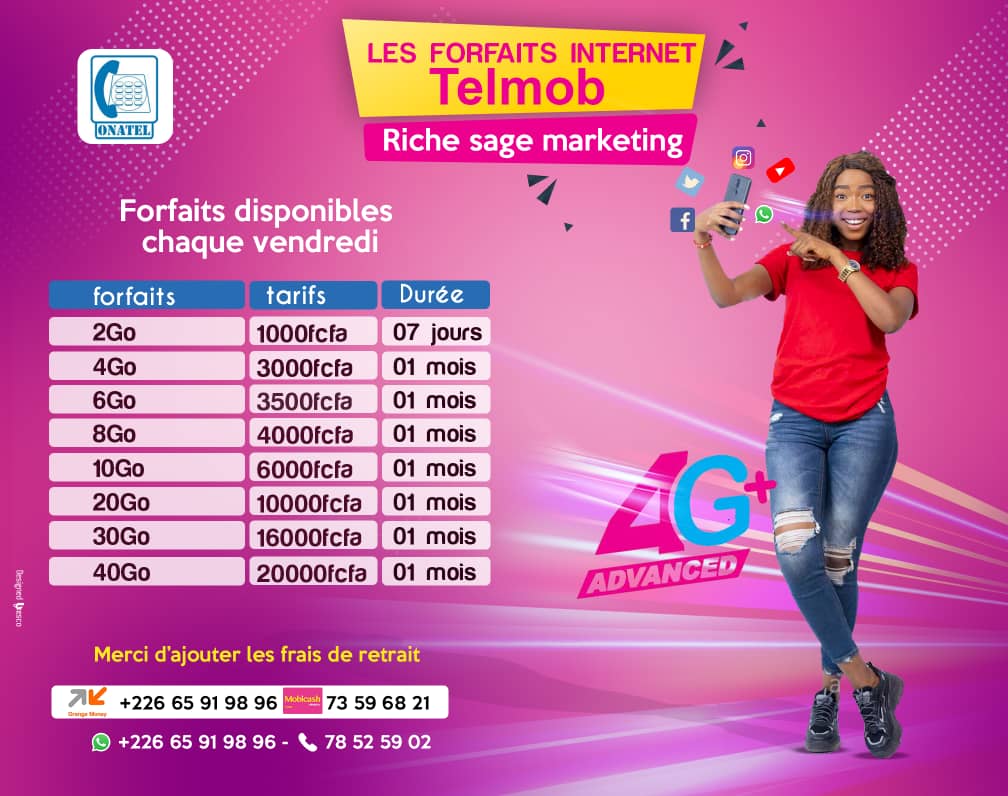 ONATEL
LES FORFAITS INTERNET
Telmob
Riche sage marketing
Forfaits disponibles
chaque vendredi
forfaits tarifs Durée
2Go 1000fcfa 07 jours
4Go 3000fcfa 01 mois
6Go 3500fcfa 01 mois
8Go 4000fcfa 01 mois
10Go 6000fcfa 01 mois
20Go 10000fcfa 01 mois
30Go 16000fcfa 01 mois
40Go 20000fcfa 01 mois
4G+
ADVANCED
Merci d'ajouter les frais de retrait
Orange Money +226 65 91 98 96 Mobicash 73 59 68 21
+226 65 91 98 96 - 78 52 59 02
Designed